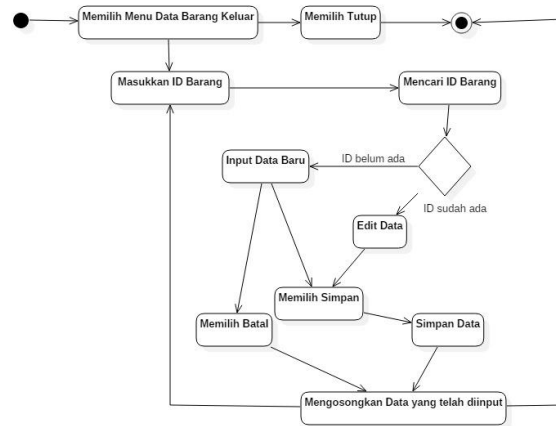 Memilih Menu Data Barang Keluar
Memilih Tutup
Masukkan ID Barang
Mencari ID Barang
Input Data Baru
ID belum ada
ID sudah ada
Edit Data
Memilih Simpan
Memilih Batal
Simpan Data
Mengosongkan Data yang telah diinput